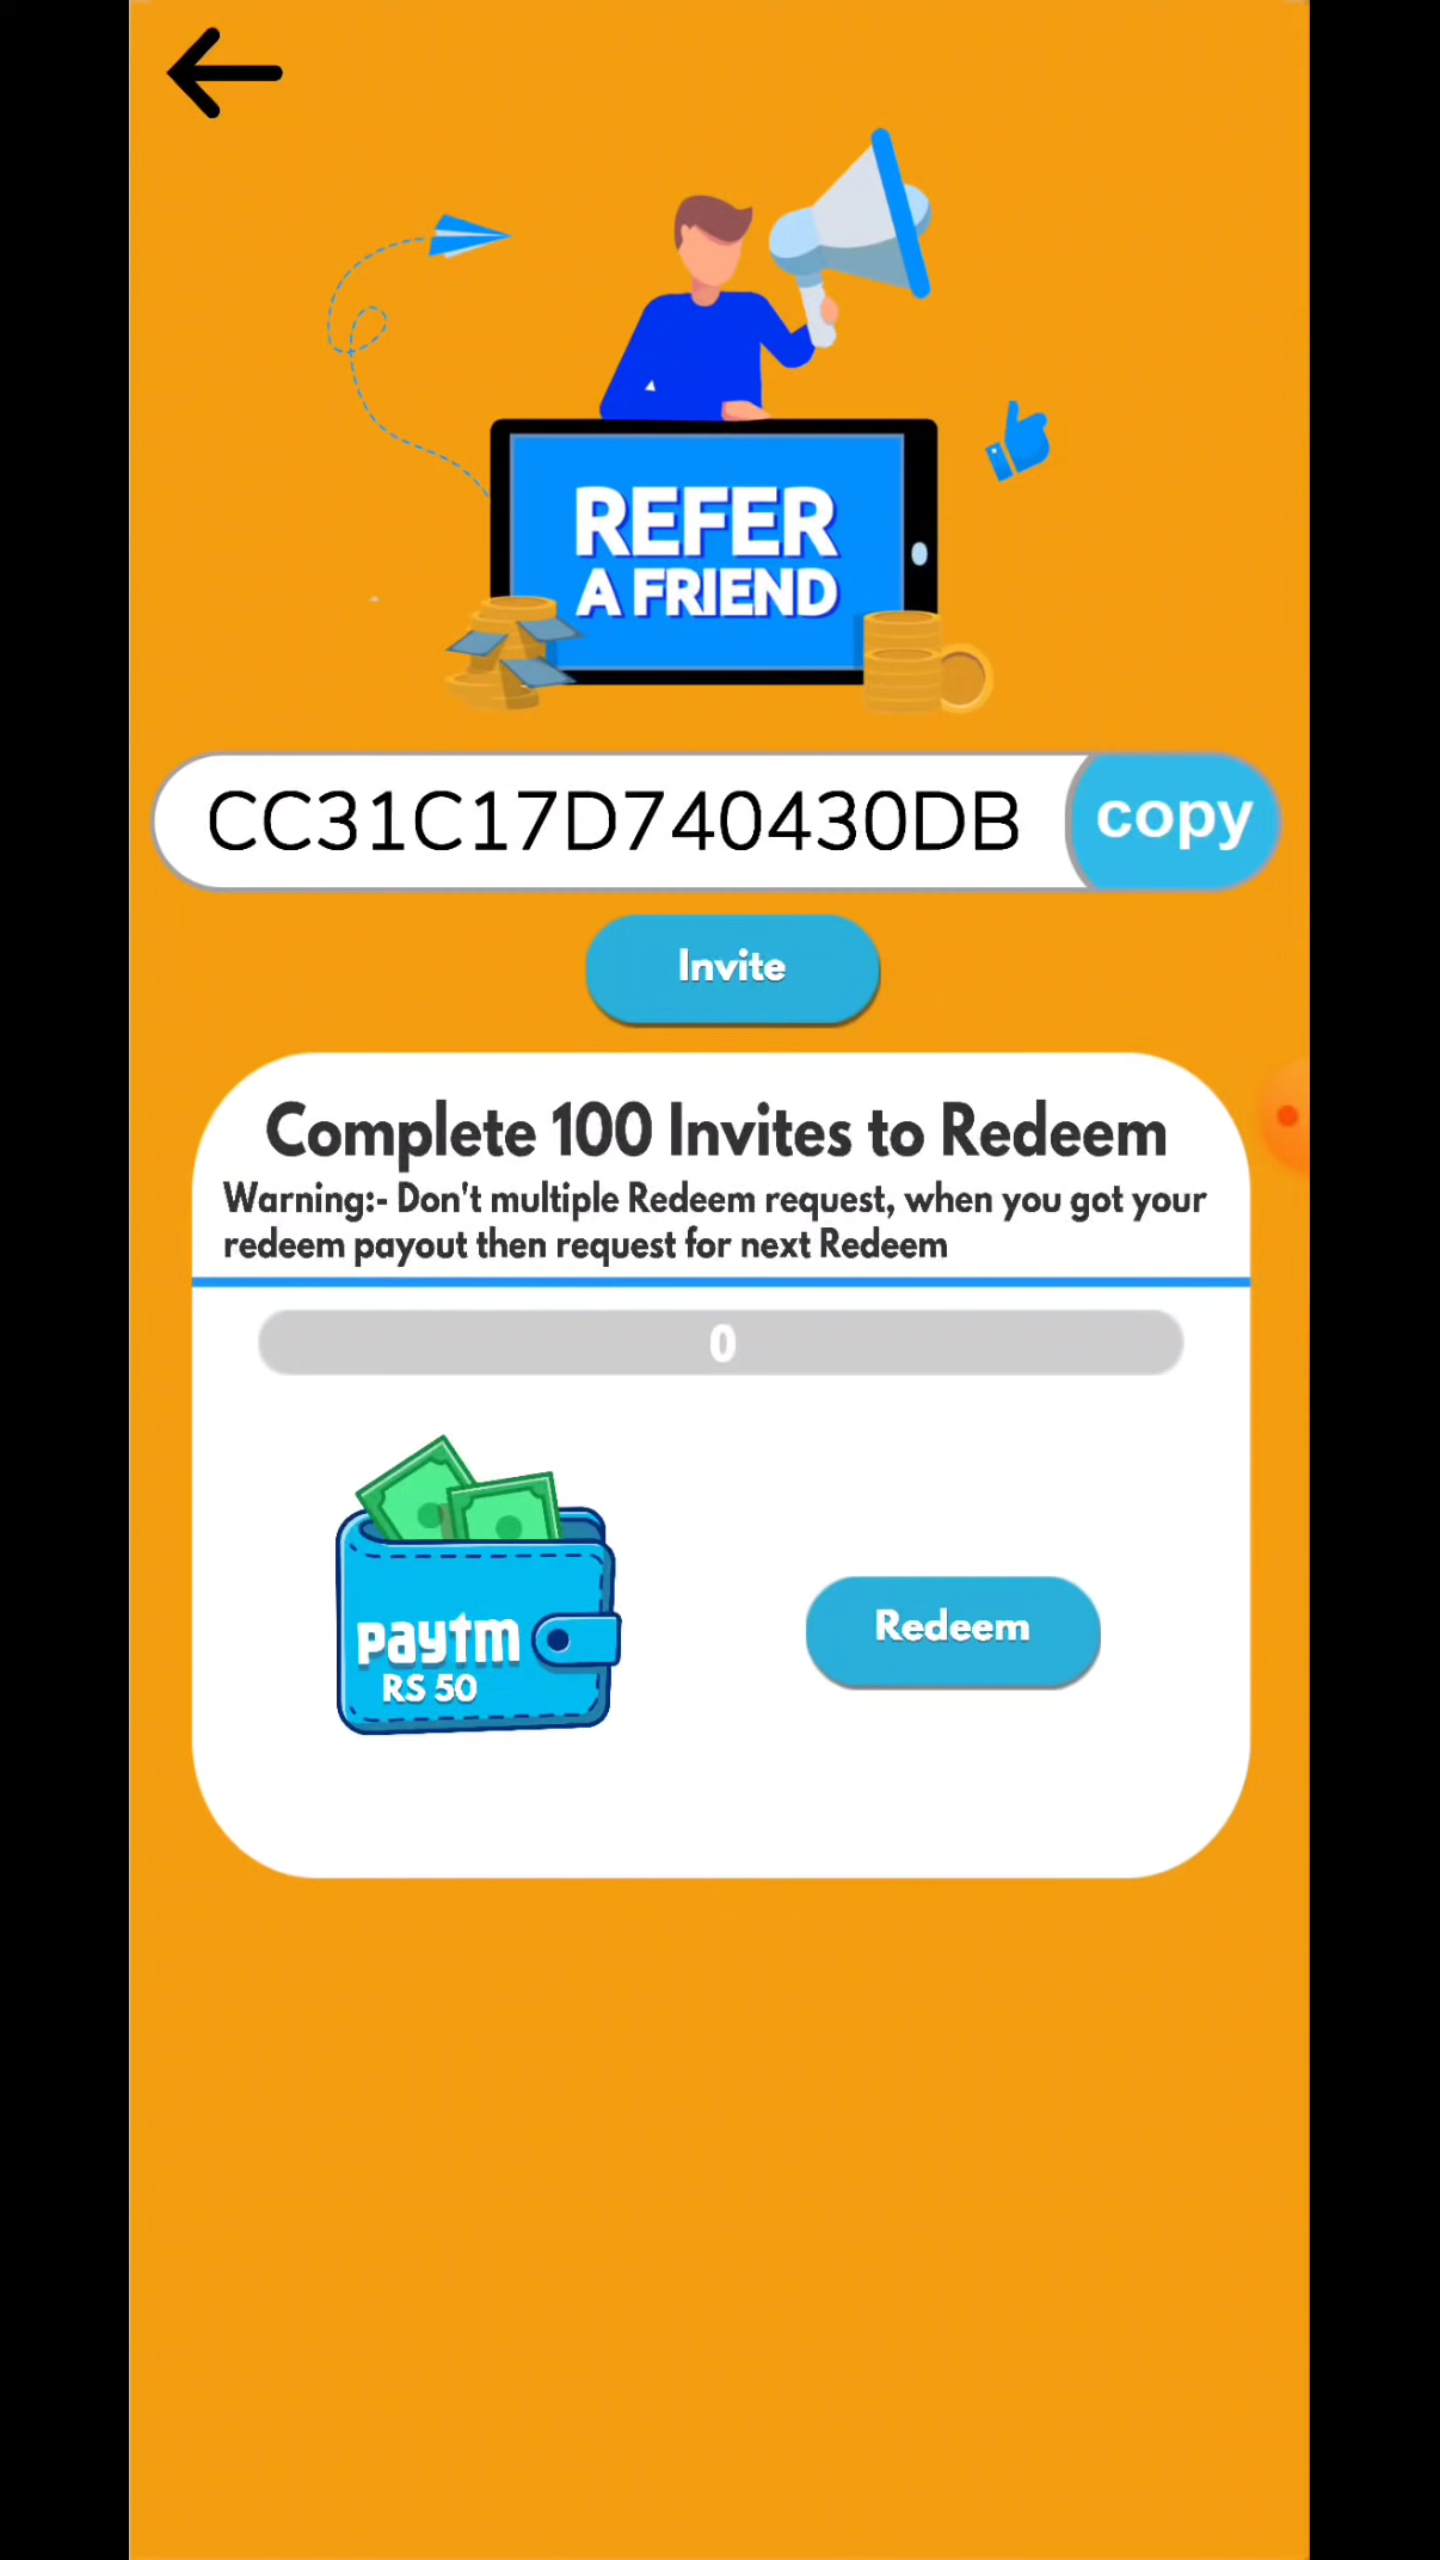 REFER
A FRIEND
CC31C17D740430DB
copy
Invite
Complete 100 Invites to Redeem
Warning:- Don't multiple Redeem request, when you got your
redeem payout then request for next Redeem
0
paytm
RS 50
Redeem